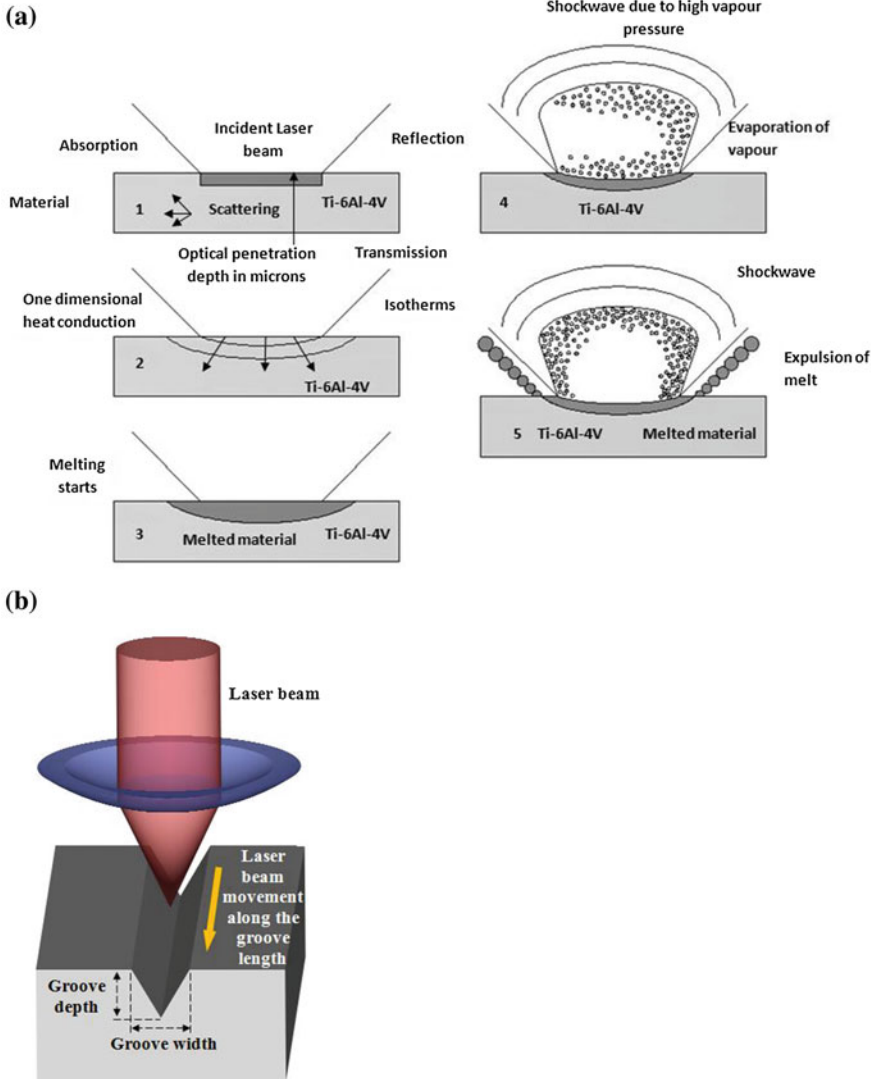 (a)
Absorption
Incident Laser
beam
Reflection
Material
1
Scattering
Ti-6Al-4V
Optical penetration
depth in microns
Transmission
One dimensional
heat conduction
Isotherms
2
Ti-6Al-4V
Melting
starts
3
Melted material
Ti-6Al-4V
Shockwave due to high vapour
pressure
Evaporation of
vapour
4
Ti-6Al-4V
Shockwave
Expulsion of
melt
5
Ti-6Al-4V
Melted material
(b)
Laser beam
Laser
beam
movement
along the
groove
length
Groove
depth
Groove width